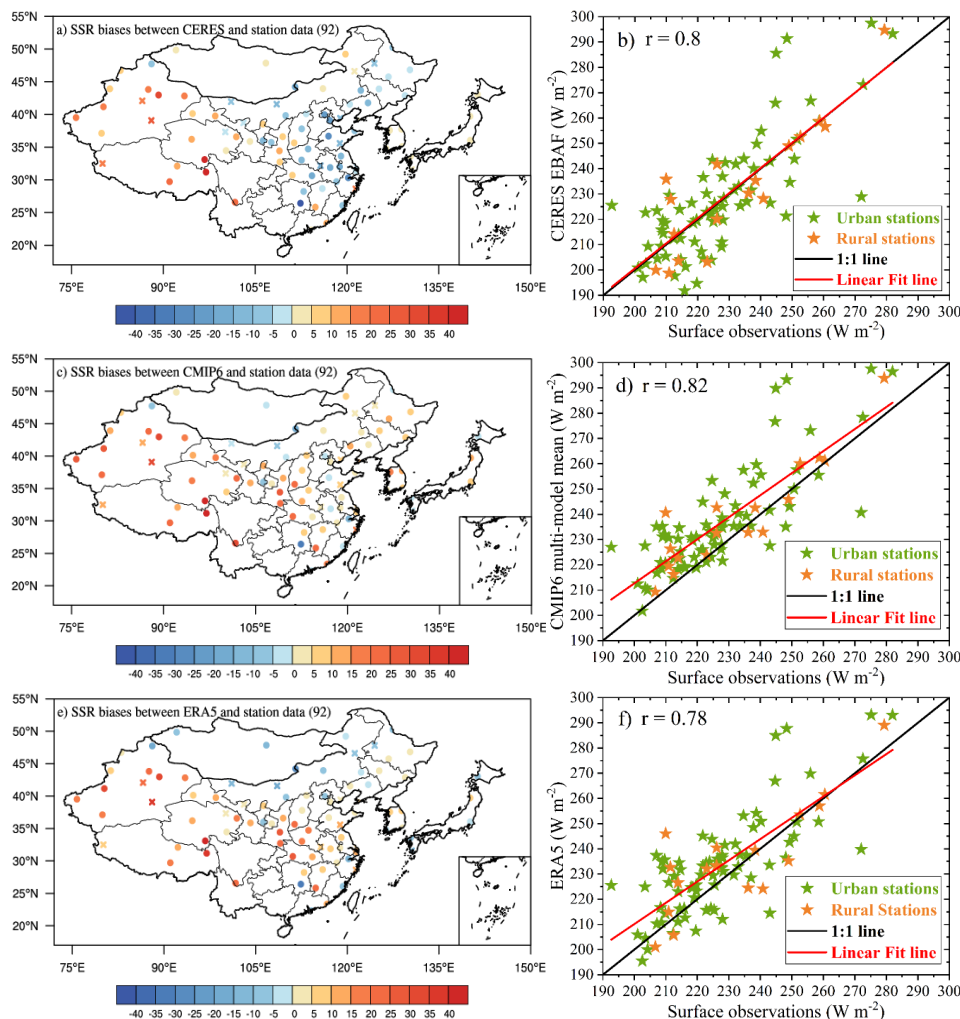 55°N
50°N
45°N
40°N
35°N
30°N
25°N
20°N
a) SSR biases between CERES and station data (92)
75°E 90°E 105°E 120°E 135°E 150°E
-40 -35 -30 -25 -20 -15 -10 -5 0 5 10 15 20 25 30 35 40
b) r = 0.8
CERES EBAF (W m⁻²)
300
290
280
270
260
250
240
230
220
210
200
190
Urban stations
Rural stations
1:1 line
Linear Fit line
190 200 210 220 230 240 250 260 270 280 290 300
Surface observations (W m⁻²)
55°N
50°N
45°N
40°N
35°N
30°N
25°N
20°N
c) SSR biases between CMIP6 and station data (92)
75°E 90°E 105°E 120°E 135°E 150°E
-40 -35 -30 -25 -20 -15 -10 -5 0 5 10 15 20 25 30 35 40
d) r = 0.82
CMIP6 multi-model mean (W m⁻²)
300
290
280
270
260
250
240
230
220
210
200
190
Urban stations
Rural stations
1:1 line
Linear Fit line
190 200 210 220 230 240 250 260 270 280 290 300
Surface observations (W m⁻²)
55°N
50°N
45°N
40°N
35°N
30°N
25°N
20°N
e) SSR biases between ERA5 and station data (92)
75°E 90°E 105°E 120°E 135°E 150°E
-40 -35 -30 -25 -20 -15 -10 -5 0 5 10 15 20 25 30 35 40
f) r = 0.78
ERA5 (W m⁻²)
300
290
280
270
260
250
240
230
220
210
200
190
Urban stations
Rural Stations
1:1 line
Linear Fit line
190 200 210 220 230 240 250 260 270 280 290 300
Surface observations (W m⁻²)